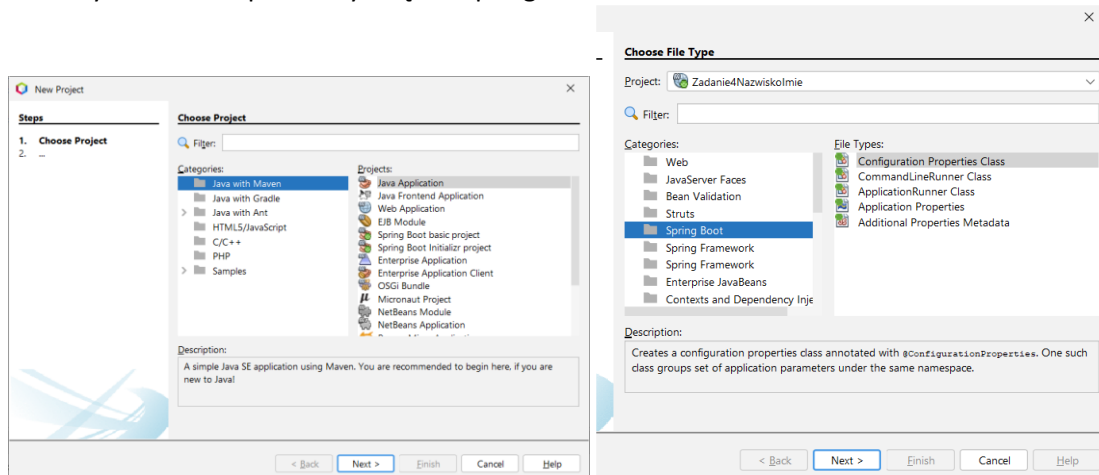 New Project
Steps
1. Choose Project
2. ...
Choose Project
Filter:
Categories:
Java with Maven
Java with Gradle
Java with Ant
HTML5/JavaScript
C/C++
PHP
Samples
Projects:
Java Application
Java Frontend Application
Web Application
EJB Module
Spring Boot basic project
Spring Boot Initializr project
Enterprise Application
Enterprise Application Client
OSGi Bundle
Micronaut Project
NetBeans Module
NetBeans Application
Description:
A simple Java SE application using Maven. You are recommended to begin here, if you are
new to Java!
< Back
Next >
Finish
Cancel
Help
Choose File Type
Project:
Zadanie4NazwiskoImie
Filter:
Categories:
Web
JavaServer Faces
Bean Validation
Struts
Spring Boot
Spring Framework
Spring Framework
Enterprise JavaBeans
Contexts and Dependency Inje
File Types:
Configuration Properties Class
CommandLineRunner Class
ApplicationRunner Class
Application Properties
Additional Properties Metadata
Description:
Creates a configuration properties class annotated with @ConfigurationProperties. One such
class groups set of application parameters under the same namespace.
< Back
Next >
Finish
Cancel
Help